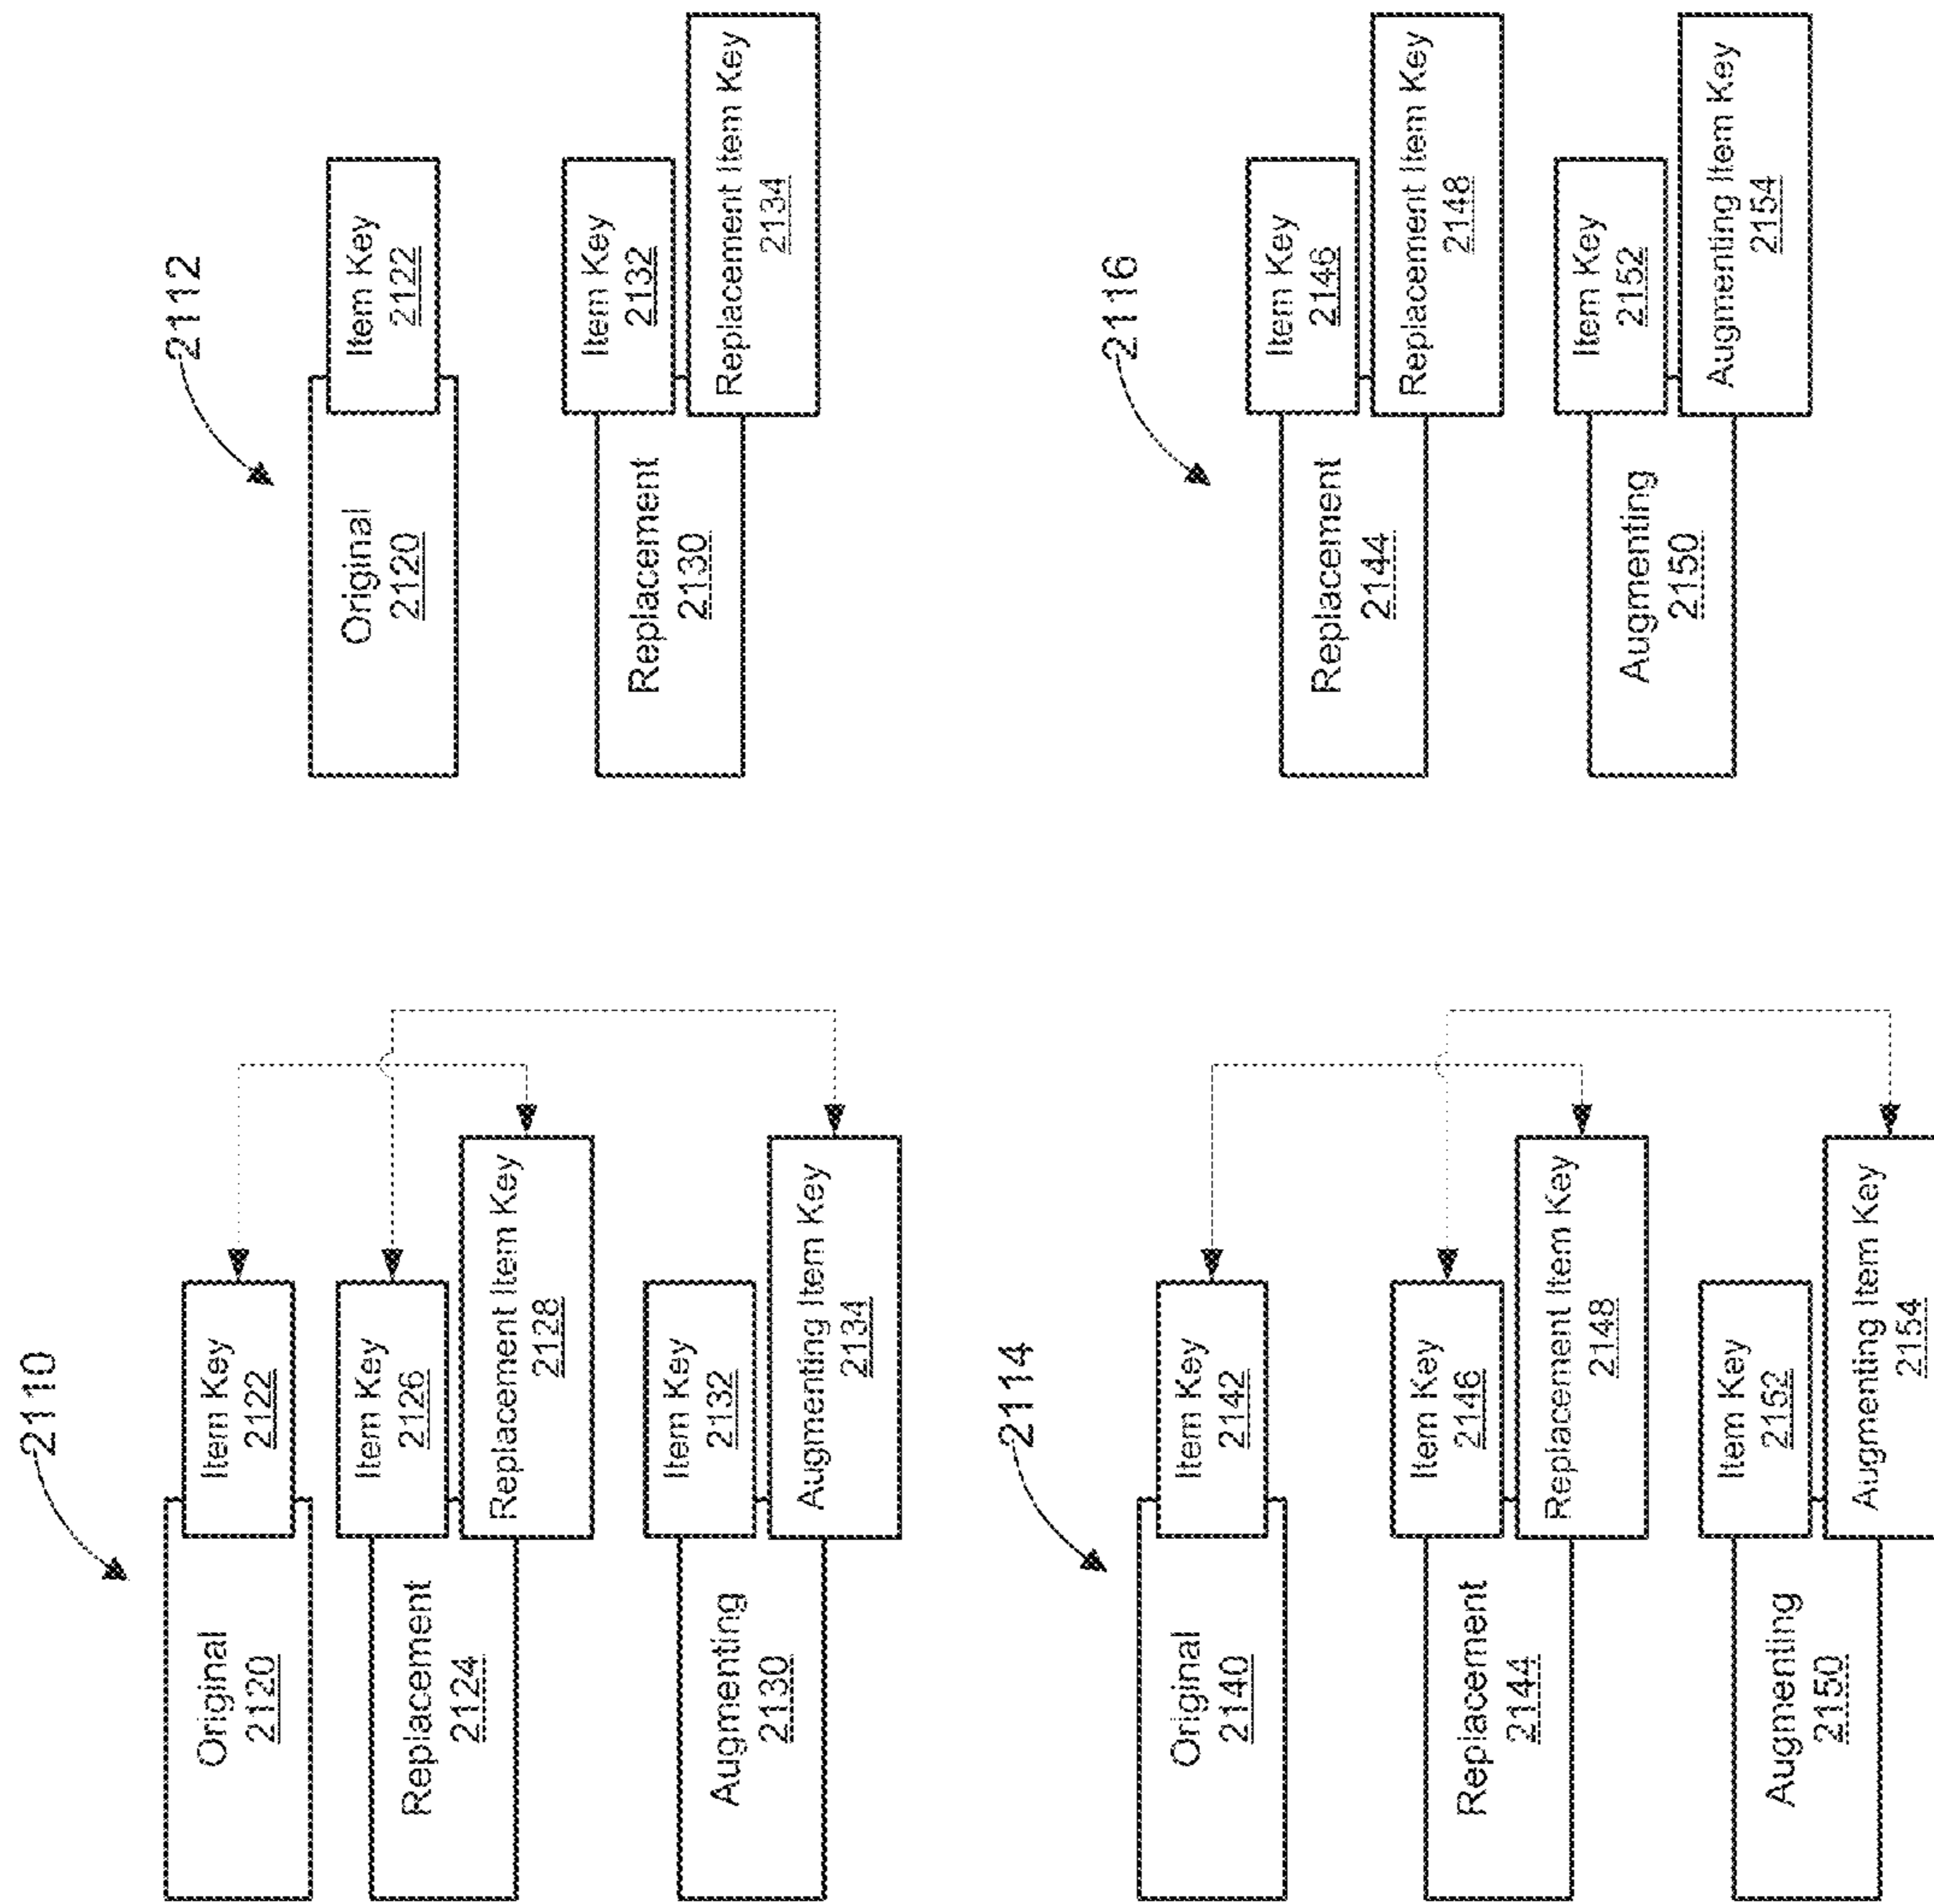 2110
Original
2120
Item Key
2122
Replacement
2124
Item Key
2126
Replacement Item Key
2128
Augmenting
2130
Item Key
2132
Augmenting Item Key
2134
2112
Original
2120
Item Key
2122
Replacement
2130
Item Key
2132
Replacement Item Key
2134
2114
Original
2140
Item Key
2142
Replacement
2144
Item Key
2146
Replacement Item Key
2148
Augmenting
2150
Item Key
2152
Augmenting Item Key
2154
2116
Replacement
2144
Item Key
2146
Replacement Item Key
2148
Augmenting
2150
Item Key
2152
Augmenting Item Key
2154